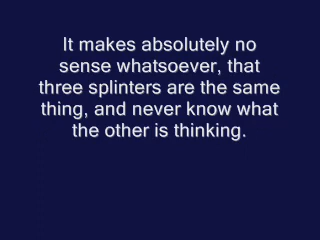 It makes absolutely no
sense whatsoever, that
three splinters are the same
thing, and never know what
the other is thinking.